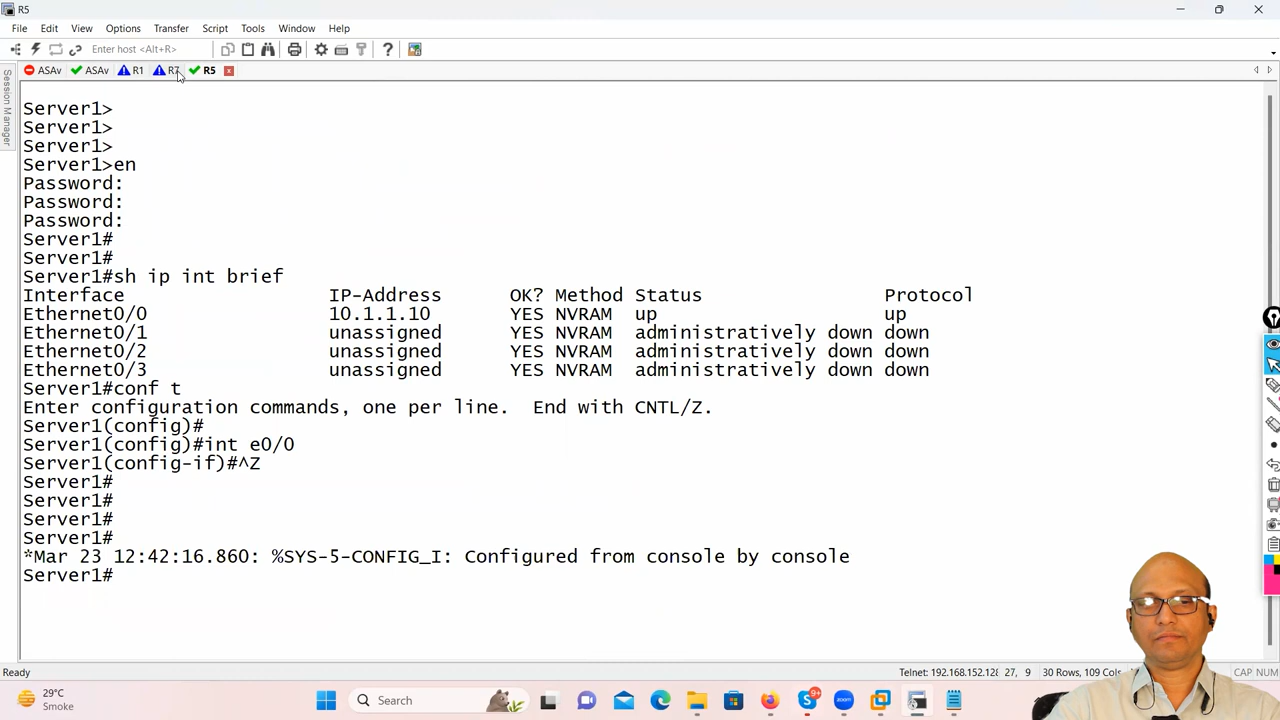 R5
File Edit View Options Transfer Script Tools Window Help
Enter host <Alt+R>
ASAv ASAv R1 R7 R5
Session Manager
Server1>
Server1>
Server1>
Server1>en
Password:
Password:
Password:
Server1#
Server1#
Server1#sh ip int brief
Interface IP-Address OK? Method Status Protocol
Ethernet0/0 10.1.1.10 YES NVRAM up up
Ethernet0/1 unassigned YES NVRAM administratively down down
Ethernet0/2 unassigned YES NVRAM administratively down down
Ethernet0/3 unassigned YES NVRAM administratively down down
Server1#conf t
Enter configuration commands, one per line. End with CNTL/Z.
Server1(config)#
Server1(config)#int e0/0
Server1(config-if)#^Z
Server1#
Server1#
Server1#
Server1#
*Mar 23 12:42:16.860: %SYS-5-CONFIG_I: Configured from console by console
Server1#
Ready Telnet: 192.168.152.128 27, 9 30 Rows, 109 Cols CAP NUM
29°C
Smoke
Search
9+
zoom